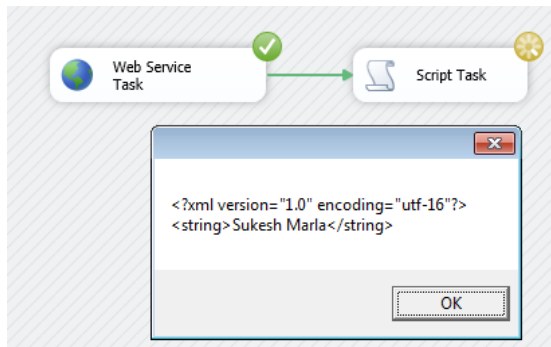 Web Service
Task
Script Task
<?xml version="1.0" encoding="utf-16"?>
<string>Sukesh Marla</string>
OK